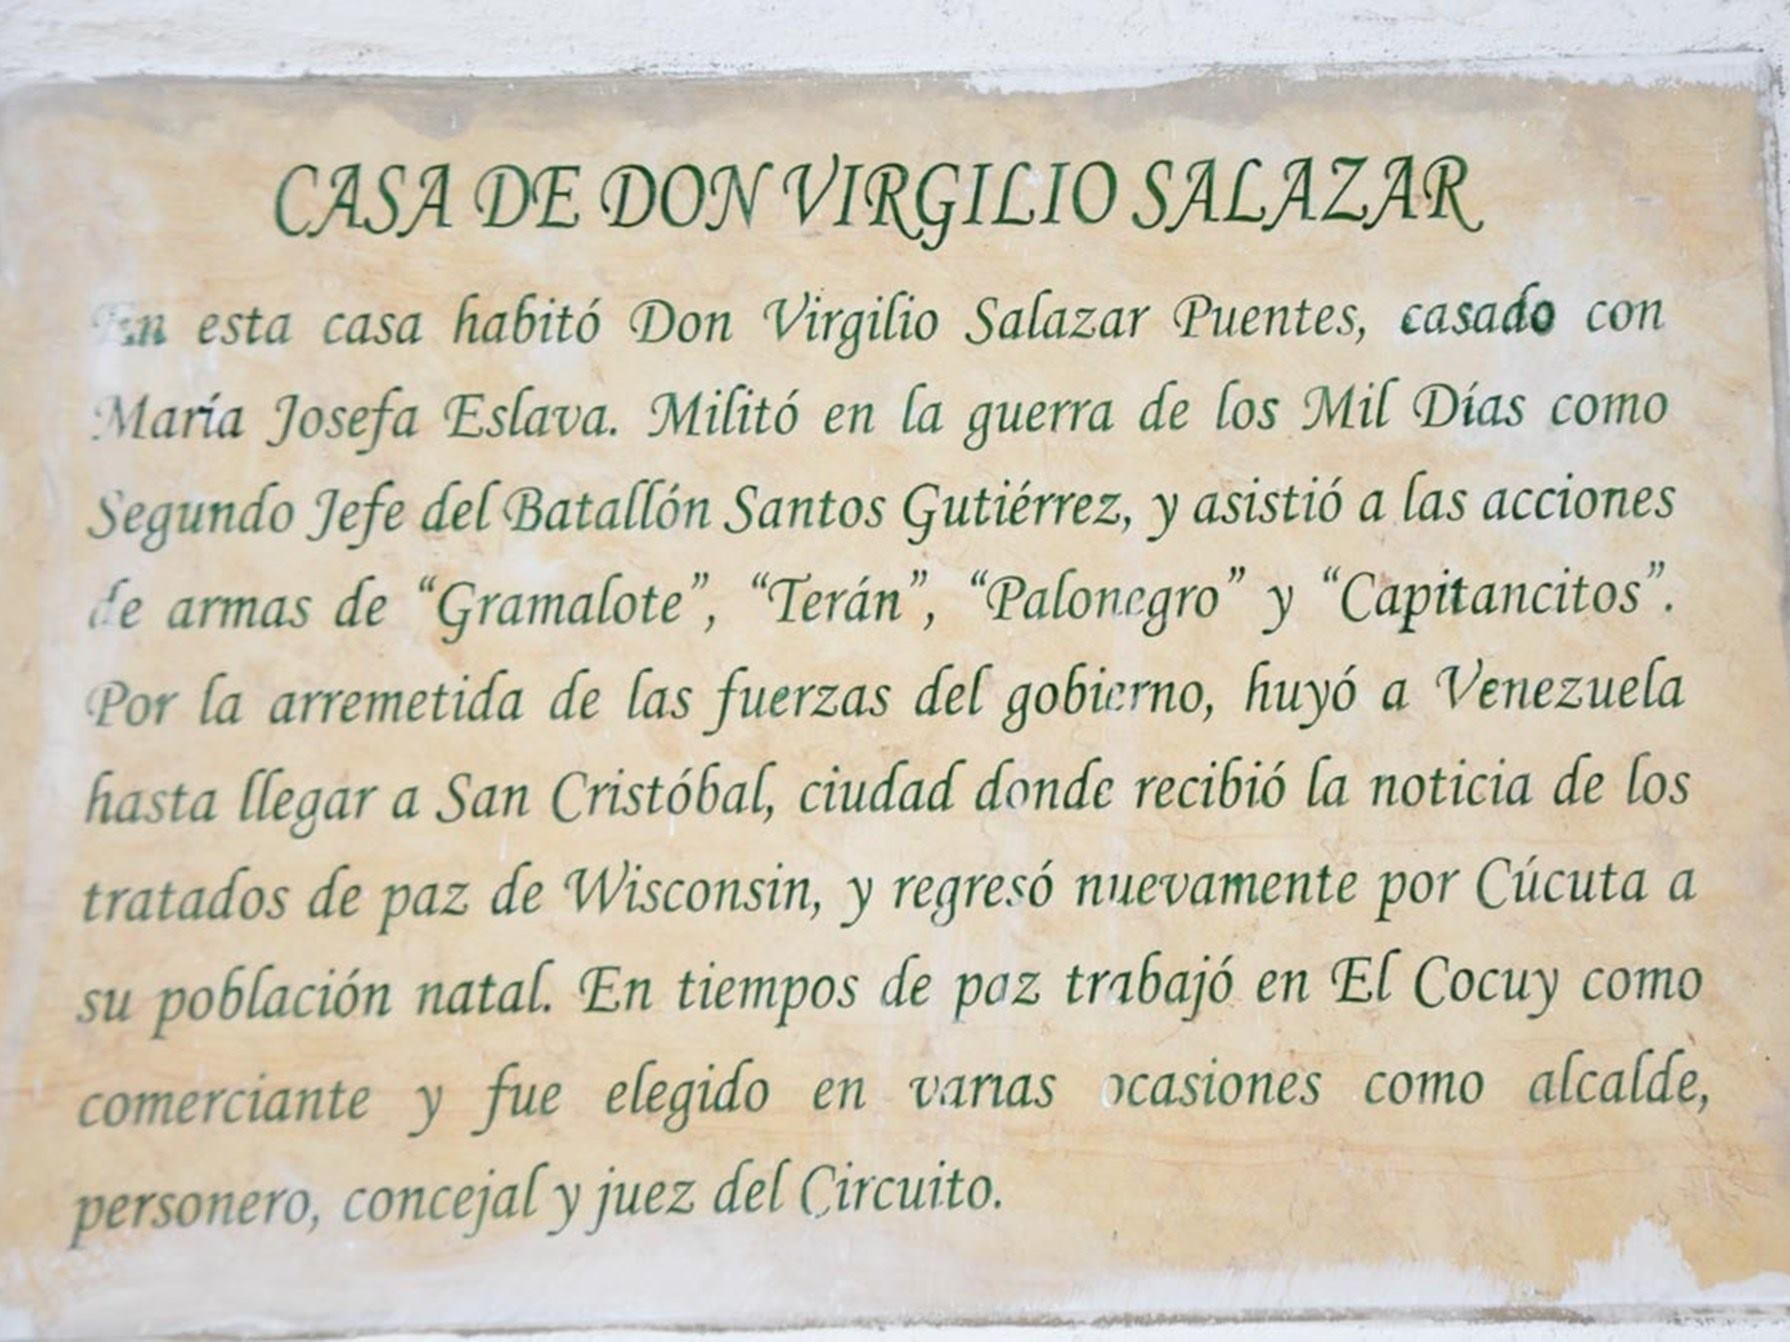 CASA DE DON VIRGILIO SALAZAR
En esta casa habitó Don Virgilio Salazar Puentes, casado con
María Josefa Eslava. Militó en la guerra de los Mil Días como
Segundo Jefe del Batallón Santos Gutiérrez, y asistió a las acciones
de armas de “Gramalote”, “Terán”, “Palonegro” y “Capitancitos”.
Por la arremetida de las fuerzas del gobierno, huyó a Venezuela
hasta llegar a San Cristóbal, ciudad donde recibió la noticia de los
tratados de paz de Wisconsin, y regresó nuevamente por Cúcuta a
su población natal. En tiempos de paz trabajó en El Cocuy como
comerciante y fue elegido en varias ocasiones como alcalde,
personero, concejal y juez del Circuito.